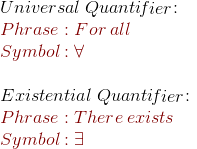 Universal Quantifier:
Phrase : For all
Symbol : ∀
Existential Quantifier:
Phrase : There exists
Symbol : ∃